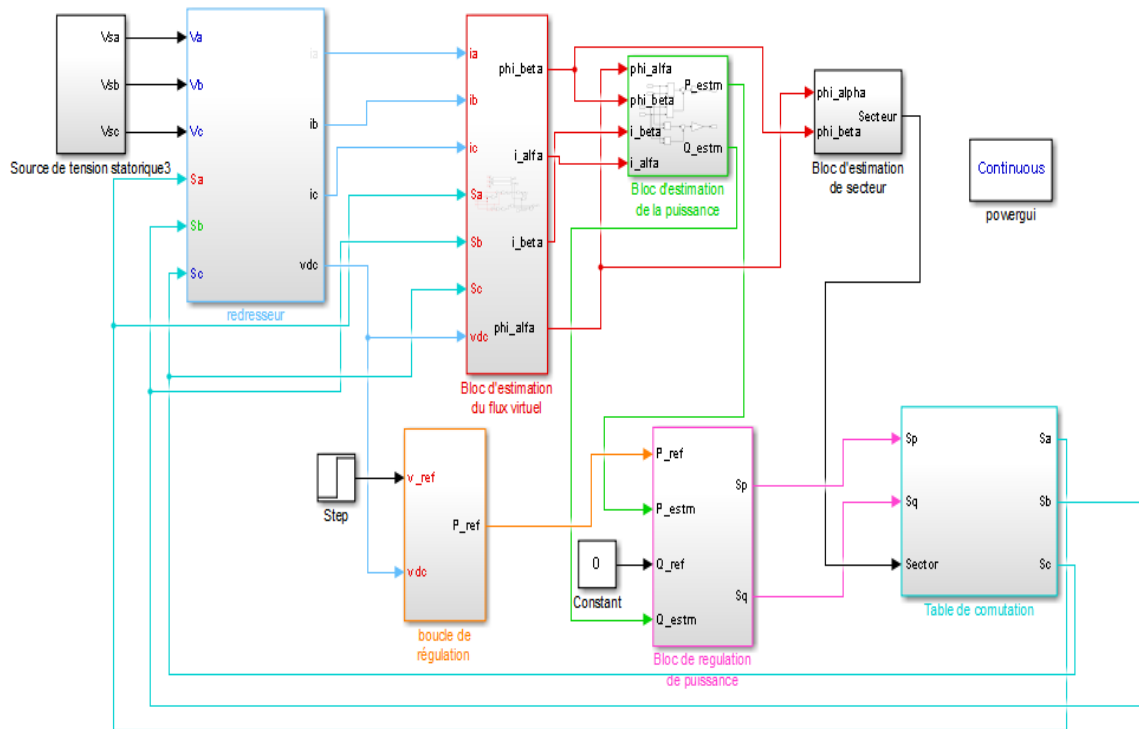 Vsa
Vsb
Vsc
Source de tension statorique3
Va
Vb
Vc
Sa
Sb
Sc
ia
ib
ic
vdc
redresseur
ia
ib
ic
Sa
Sb
Sc
vdc
phi_beta
i_alfa
i_beta
phi_alfa
Bloc d'estimation
du flux virtuel
phi_alfa
phi_beta
i_beta
i_alfa
P_estm
Q_estm
Bloc d'estimation
de la puissance
phi_alpha
phi_beta
Secteur
Bloc d'estimation
de secteur
Continuous
powergui
Step
v_ref
vdc
P_ref
boucle de
régulation
0
Constant
P_ref
P_estm
Q_ref
Q_estm
Sp
Sq
Bloc de regulation
de puissance
Sp
Sq
Sector
Sa
Sb
Sc
Table de comutation